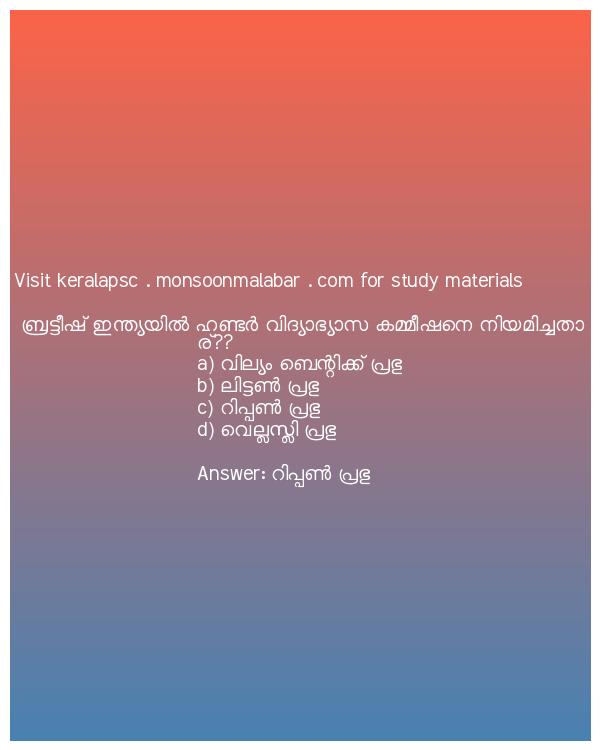 Visit keralapsc . monsoonmalabar . com for study materials
ബ്രട്ടീഷ് ഇന്ത്യയിൽ ഹണ്ടർ വിദ്യാഭ്യാസ കമ്മീഷനെ നിയമിച്ചതാ
ര്??
a) വില്യം ബെന്റിക്ക് പ്രഭു
b) ലിട്ടൺ പ്രഭു
c) റിപ്പൺ പ്രഭു
d) വെല്ലസ്ലി പ്രഭു
Answer: റിപ്പൺ പ്രഭു